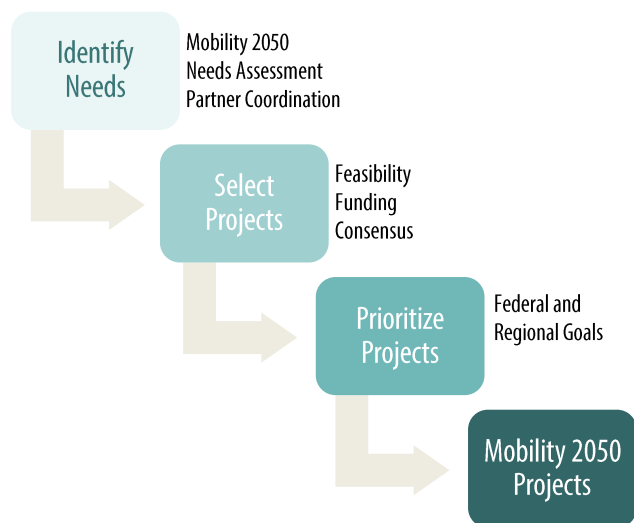 Identify
Needs
Mobility 2050
Needs Assessment
Partner Coordination
Select
Projects
Feasibility
Funding
Consensus
Prioritize
Projects
Federal and
Regional Goals
Mobility 2050
Projects